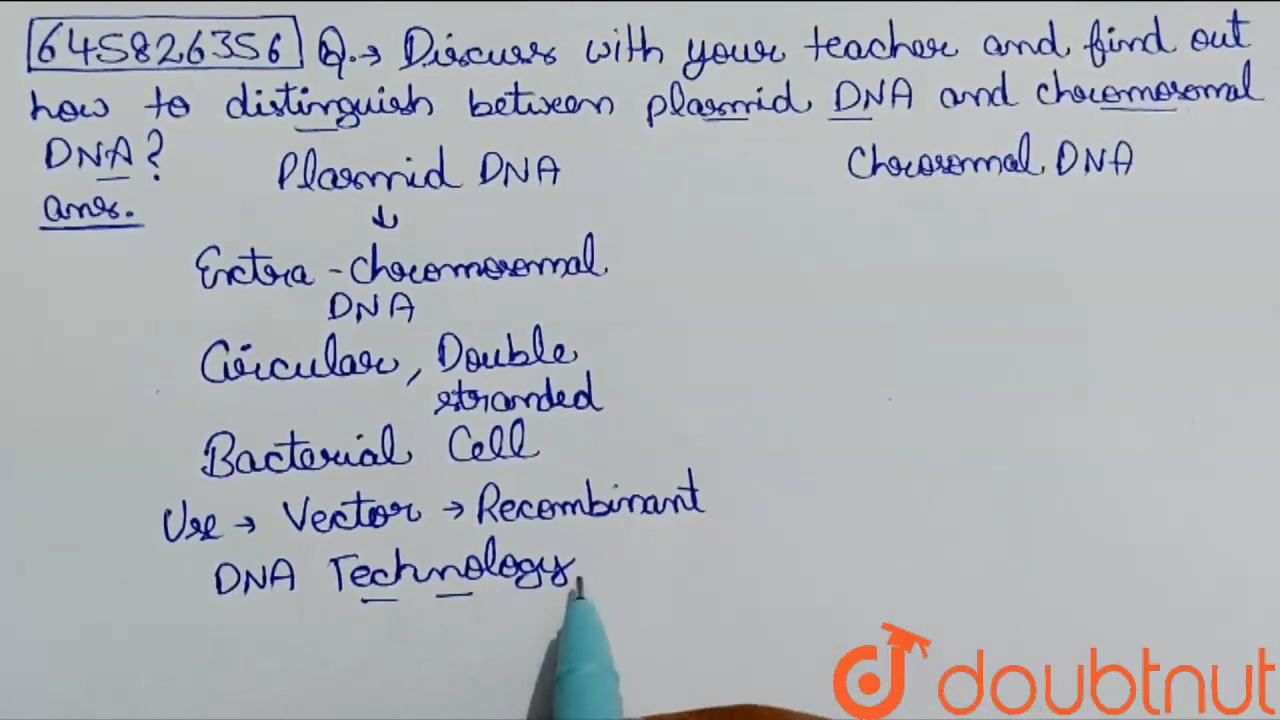 645826356 Q.→ Discuss with your teacher and find out
how to distinguish between plasmid DNA and chromosomal
DNA?
ans.
Plasmid DNA
↓
Extra-chromosomal
DNA
Circular, Double
stranded
Bacterial Cell
Use → Vector → Recombinant
DNA Technology
Chrosomal DNA
doubtnut